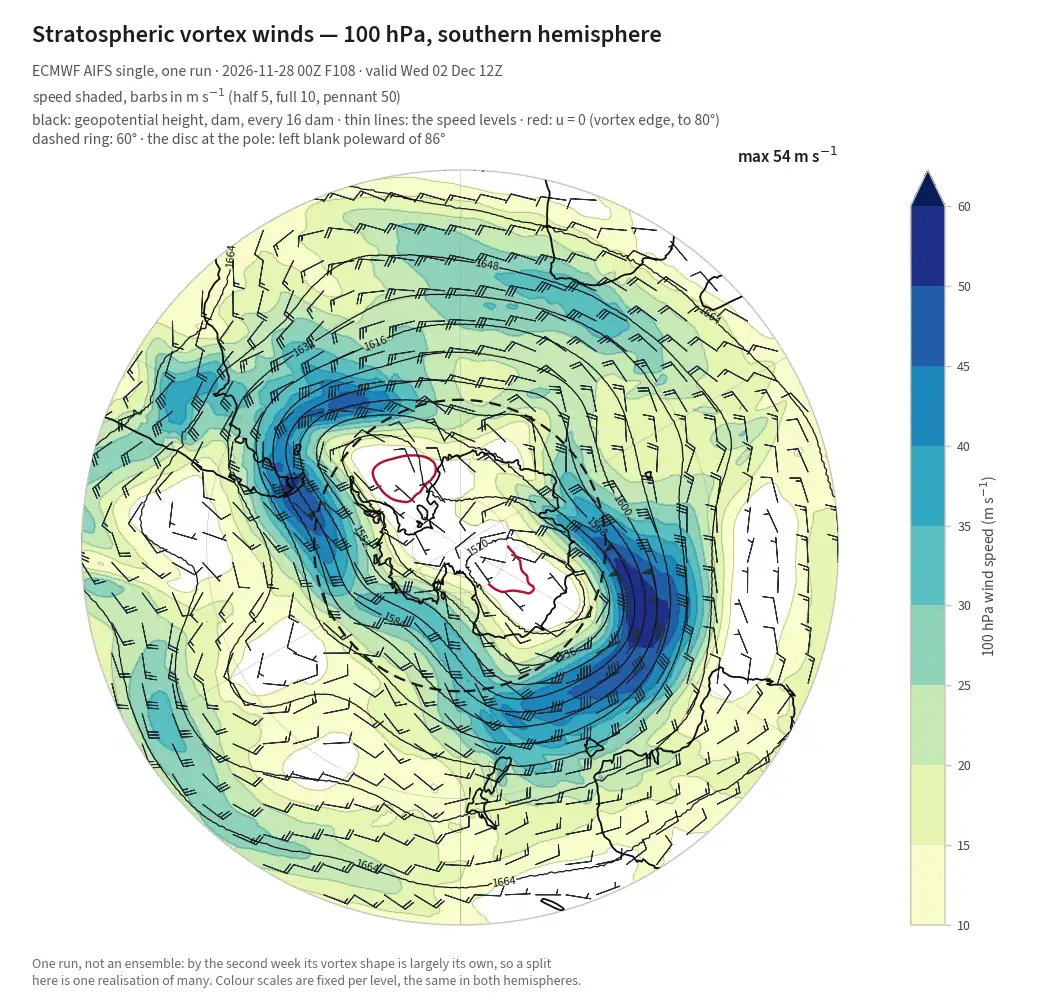 Stratospheric vortex winds — 100 hPa, southern hemisphere
ECMWF AIFS single, one run · 2026-11-28 00Z F108 · valid Wed 02 Dec 12Z
speed shaded, barbs in m s⁻¹ (half 5, full 10, pennant 50)
black: geopotential height, dam, every 16 dam · thin lines: the speed levels · red: u = 0 (vortex edge, to 80°)
dashed ring: 60° · the disc at the pole: left blank poleward of 86°
max 54 m s⁻¹
60
50
45
40
35
30
25
20
15
10
100 hPa wind speed (m s⁻¹)
1664
1648
1664
1616
1600
1520
1664
1664
One run, not an ensemble: by the second week its vortex shape is largely its own, so a split
here is one realisation of many. Colour scales are fixed per level, the same in both hemispheres.